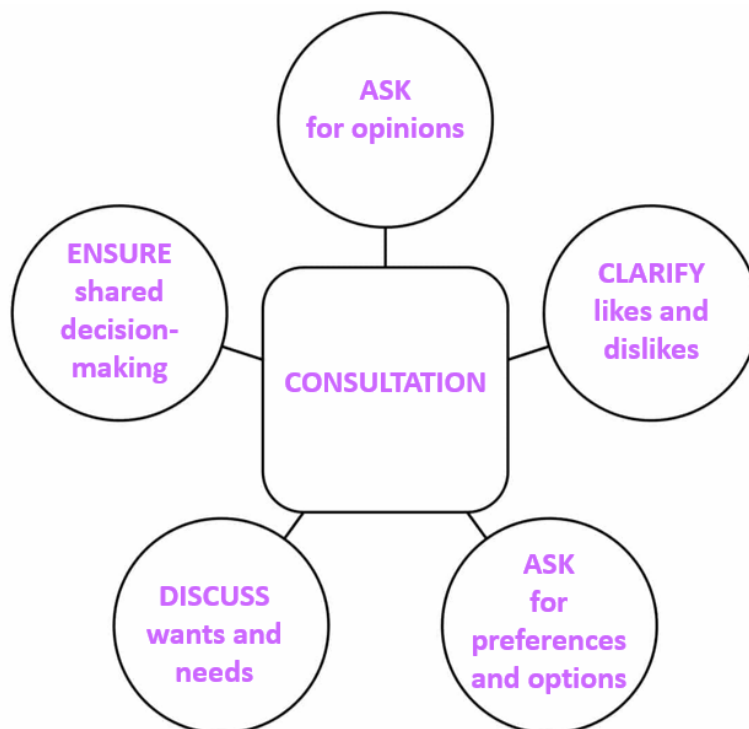 ASK
for opinions
CLARIFY
likes and
dislikes
ASK
for
preferences
and options
DISCUSS
wants and
needs
ENSURE
shared
decision-
making
CONSULTATION